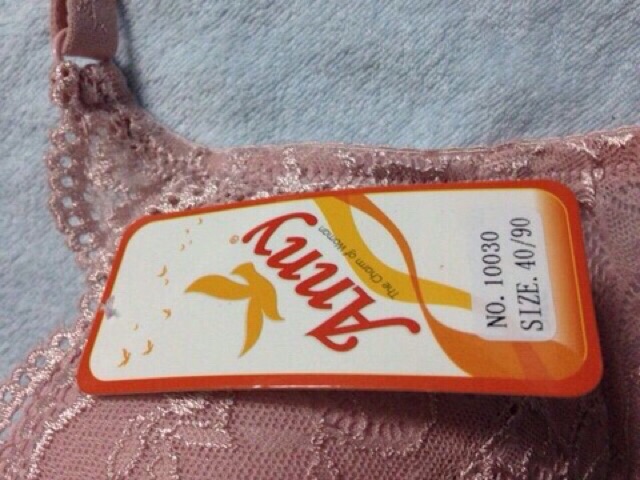 Anny®
The Charm of Woman
NO. 10030
SIZE. 40/90